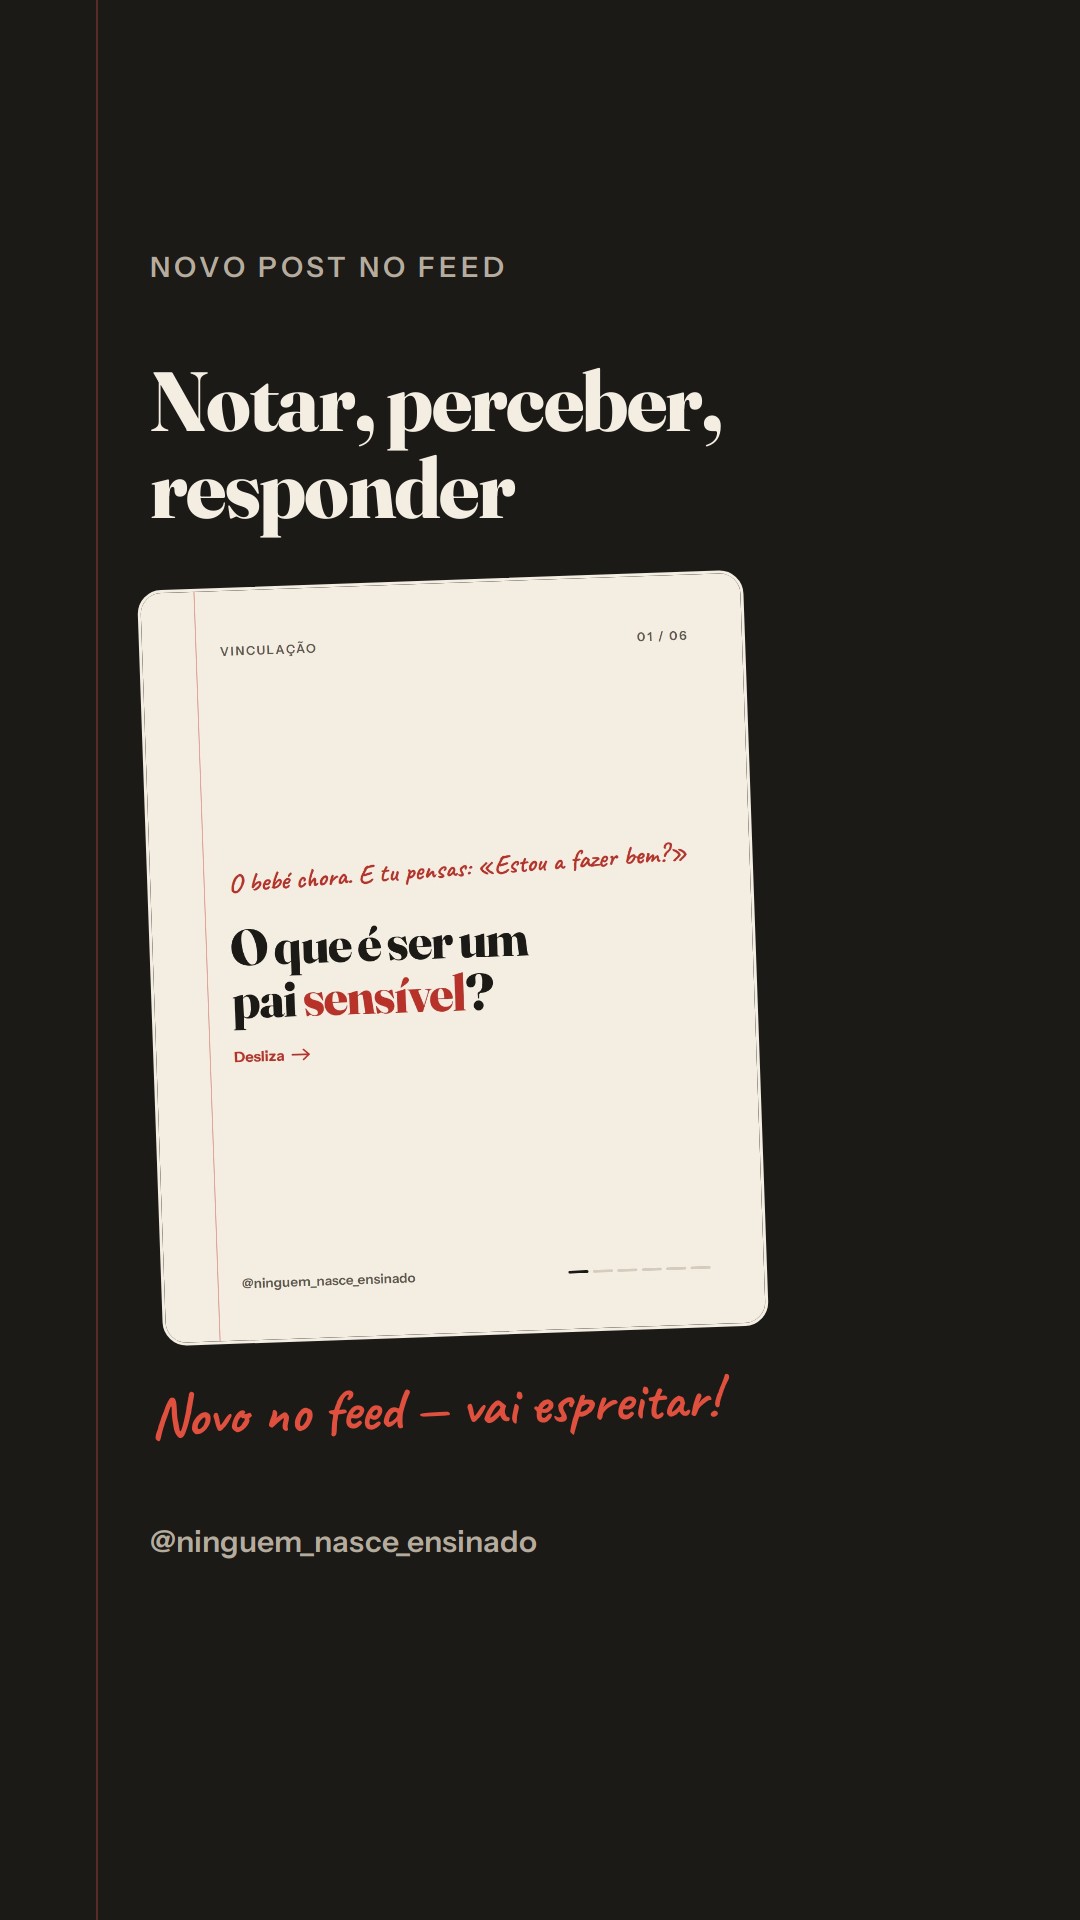 NOVO POST NO FEED
Notar, perceber,
responder
VINCULAÇÃO
01 / 06
O bebé chora. E tu pensas: «Estou a fazer bem?»
O que é ser um
pai sensível?
Desliza →
@ninguem_nasce_ensinado
Novo no feed — vai espreitar!
@ninguem_nasce_ensinado